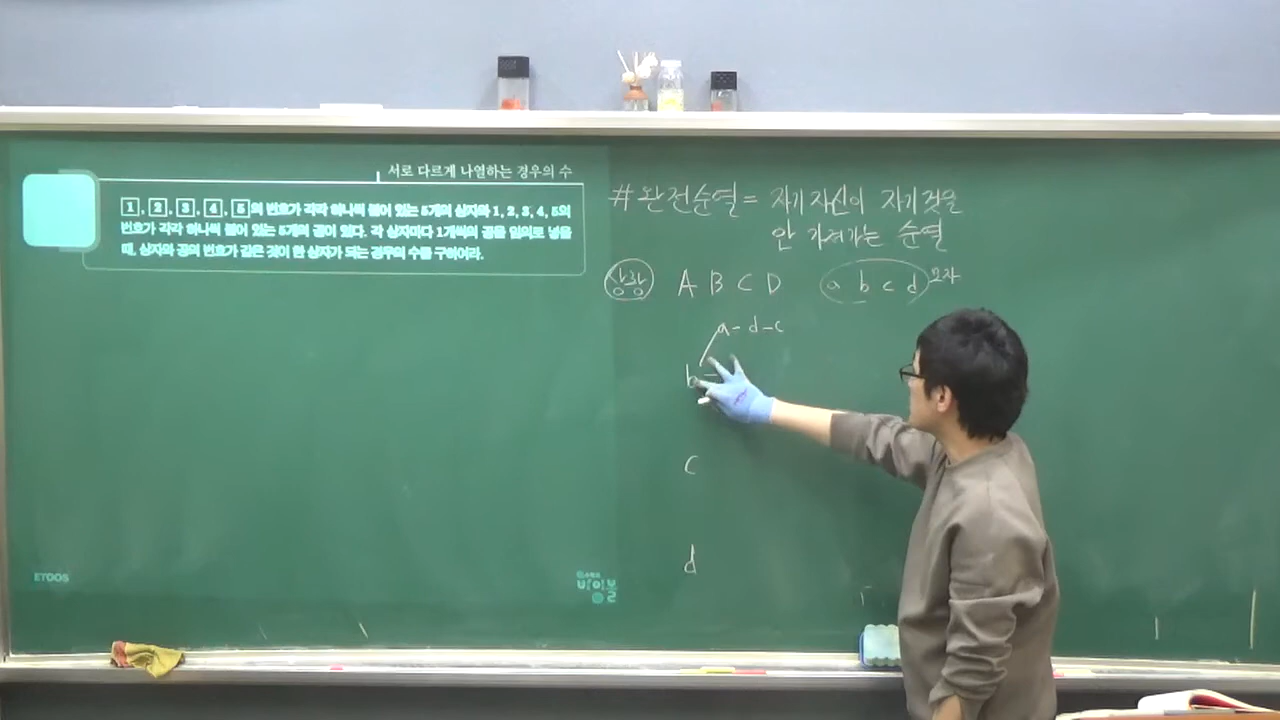 서로 다르게 나열하는 경우의 수
1, 2, 3, 4, 5의 번호가 각각 하나씩 붙어 있는 5개의 상자와 1, 2, 3, 4, 5의
번호가 각각 하나씩 붙어 있는 5개의 공이 있다. 각 상자마다 1개씩의 공을 임의로 넣을
때, 상자와 공의 번호가 같은 것이 한 상자가 되는 경우의 수를 구하여라.
ETOOS
#완전순열 = 자기 자신이 자기 것을
안 가져가는 순열
상황 A B C D a b c d 모자
a - d - c
b
c
d